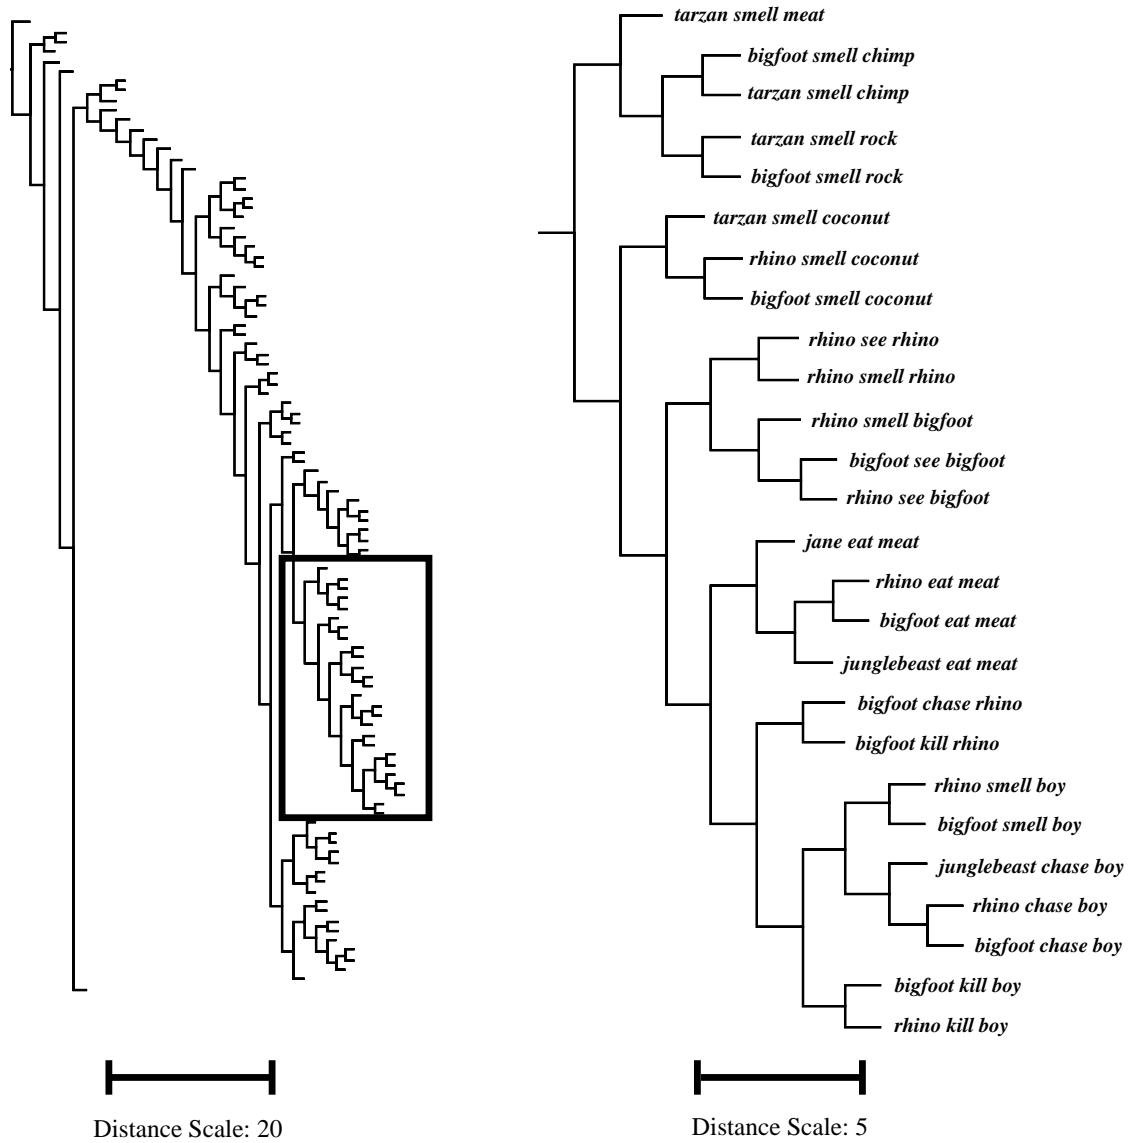 tarzan smell meat
bigfoot smell chimp
tarzan smell chimp
tarzan smell rock
bigfoot smell rock
tarzan smell coconut
rhino smell coconut
bigfoot smell coconut
rhino see rhino
rhino smell rhino
rhino smell bigfoot
bigfoot see bigfoot
rhino see bigfoot
jane eat meat
rhino eat meat
bigfoot eat meat
junglebeast eat meat
bigfoot chase rhino
bigfoot kill rhino
rhino smell boy
bigfoot smell boy
junglebeast chase boy
rhino chase boy
bigfoot chase boy
bigfoot kill boy
rhino kill boy
Distance Scale: 20
Distance Scale: 5